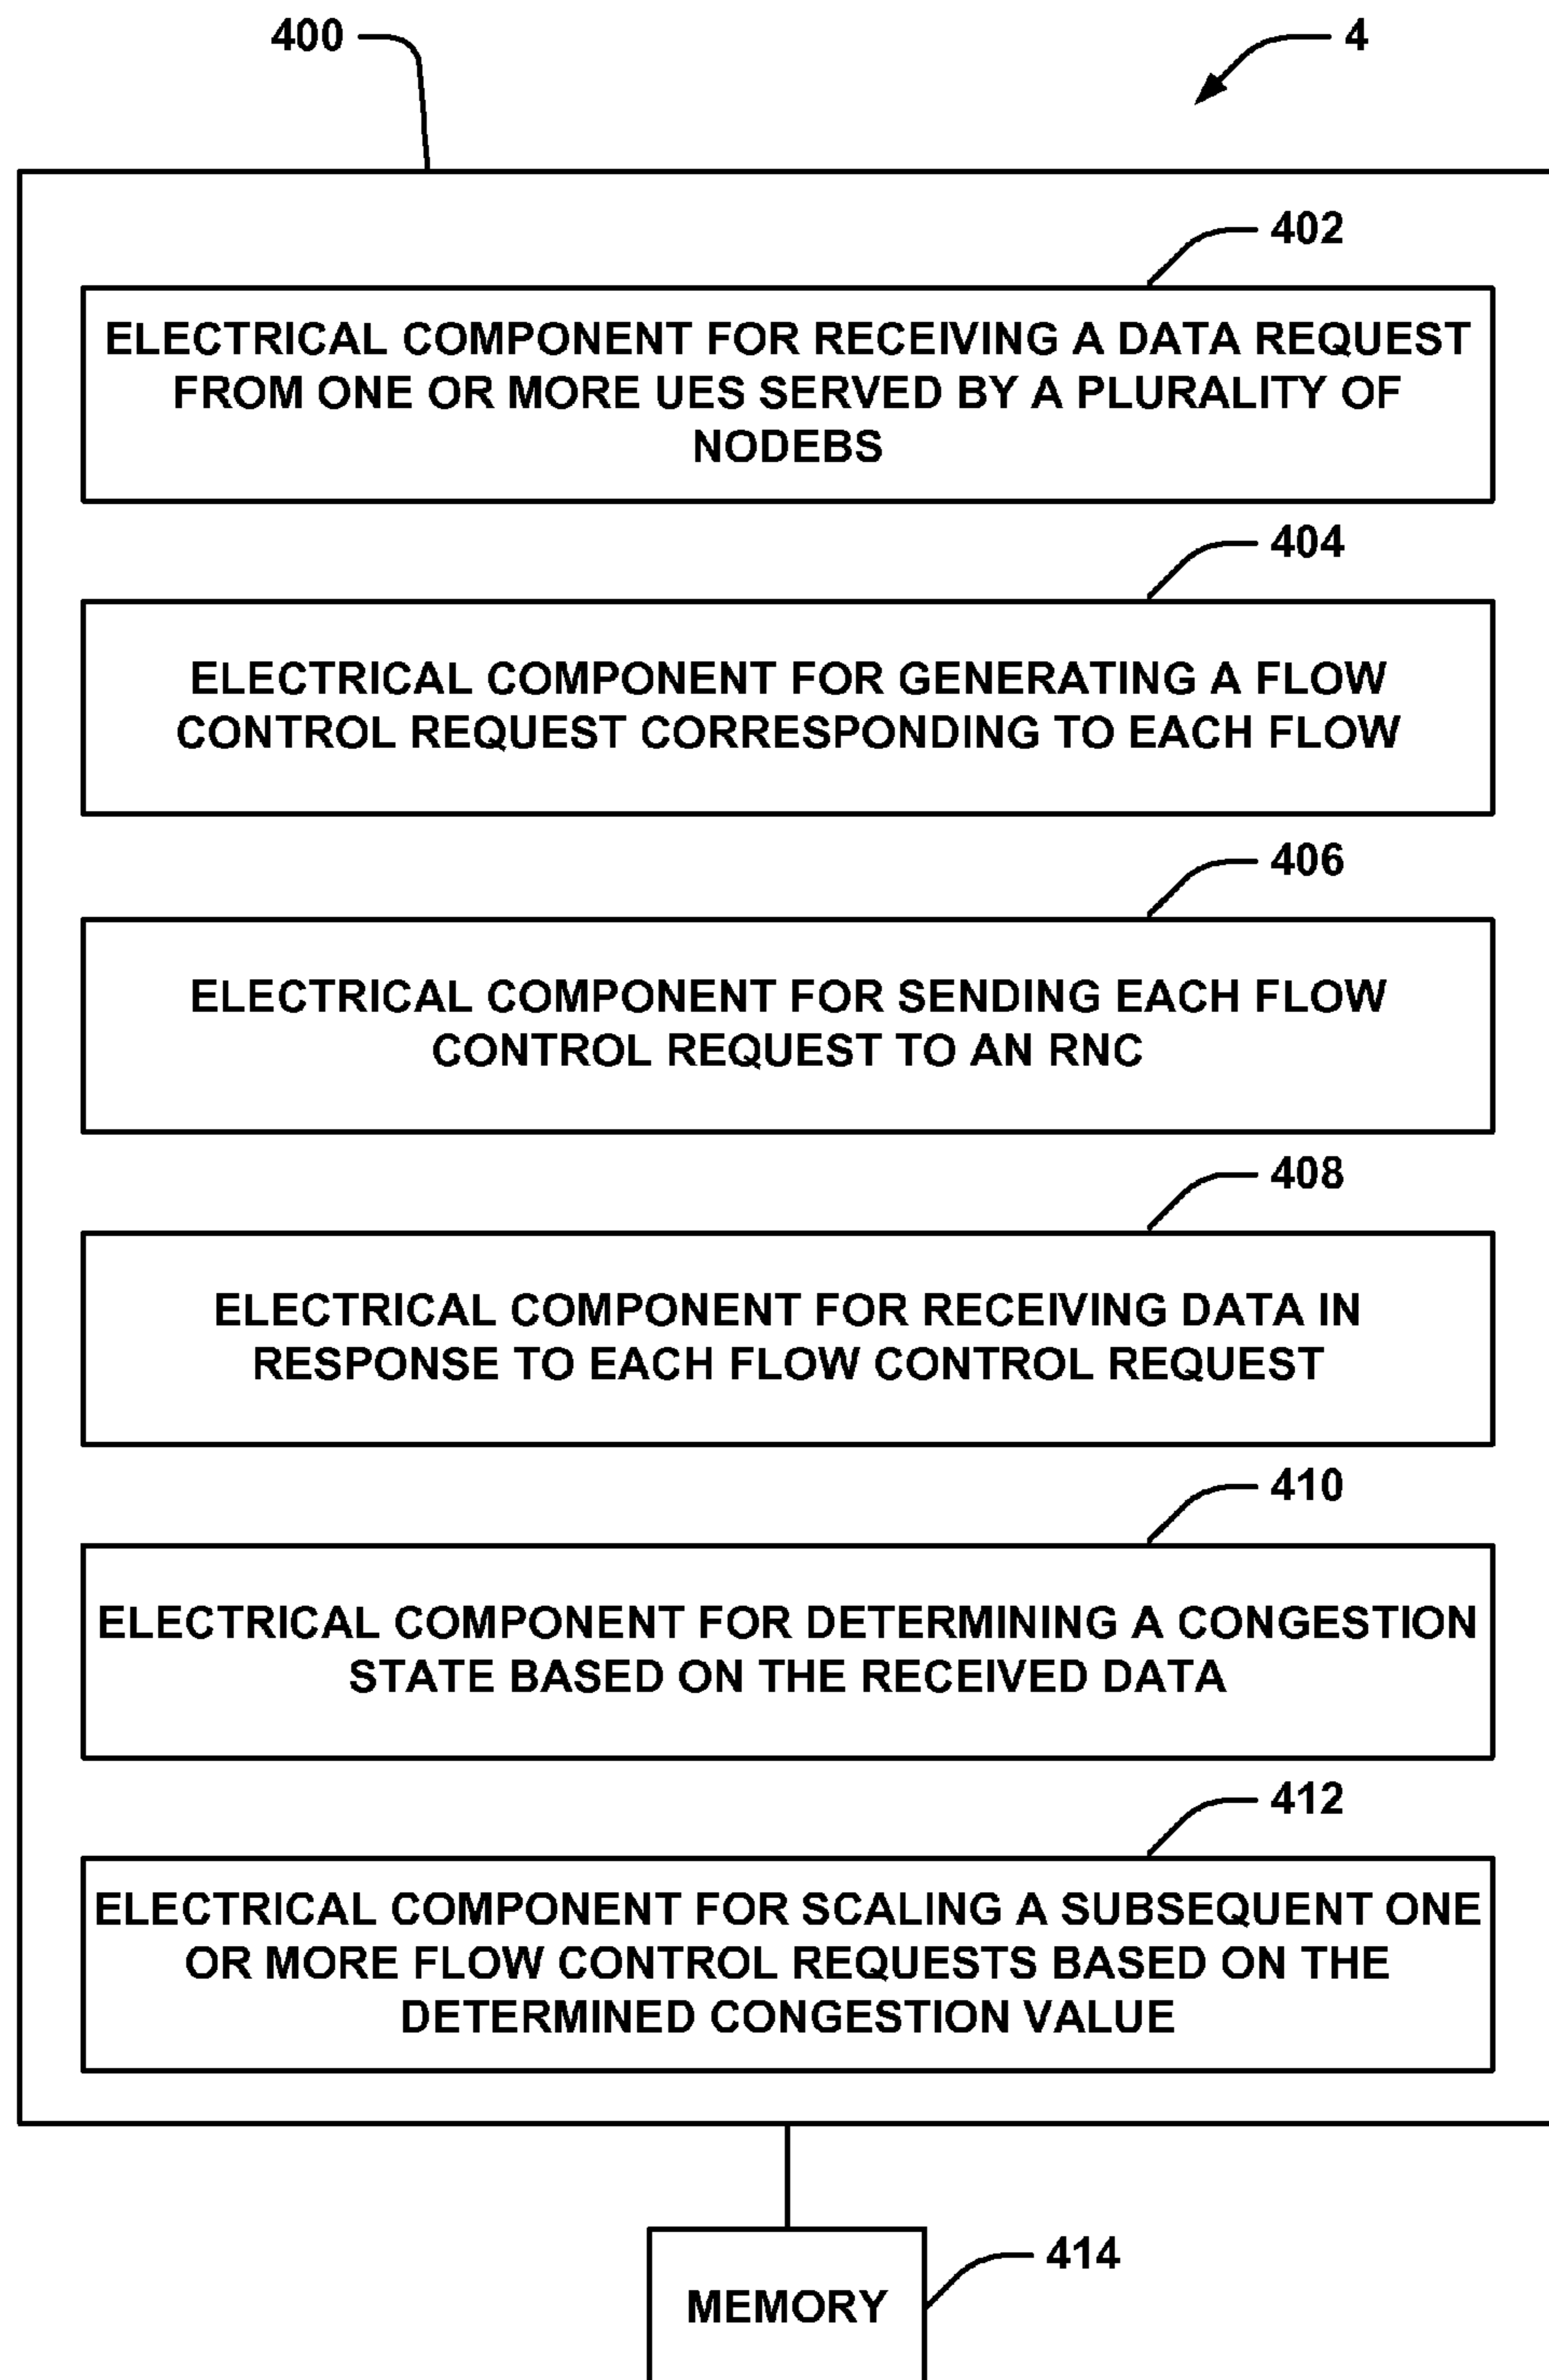 400
4
402
ELECTRICAL COMPONENT FOR RECEIVING A DATA REQUEST
FROM ONE OR MORE UES SERVED BY A PLURALITY OF
NODEBS
404
ELECTRICAL COMPONENT FOR GENERATING A FLOW
CONTROL REQUEST CORRESPONDING TO EACH FLOW
406
ELECTRICAL COMPONENT FOR SENDING EACH FLOW
CONTROL REQUEST TO AN RNC
408
ELECTRICAL COMPONENT FOR RECEIVING DATA IN
RESPONSE TO EACH FLOW CONTROL REQUEST
410
ELECTRICAL COMPONENT FOR DETERMINING A CONGESTION
STATE BASED ON THE RECEIVED DATA
412
ELECTRICAL COMPONENT FOR SCALING A SUBSEQUENT ONE
OR MORE FLOW CONTROL REQUESTS BASED ON THE
DETERMINED CONGESTION VALUE
414
MEMORY